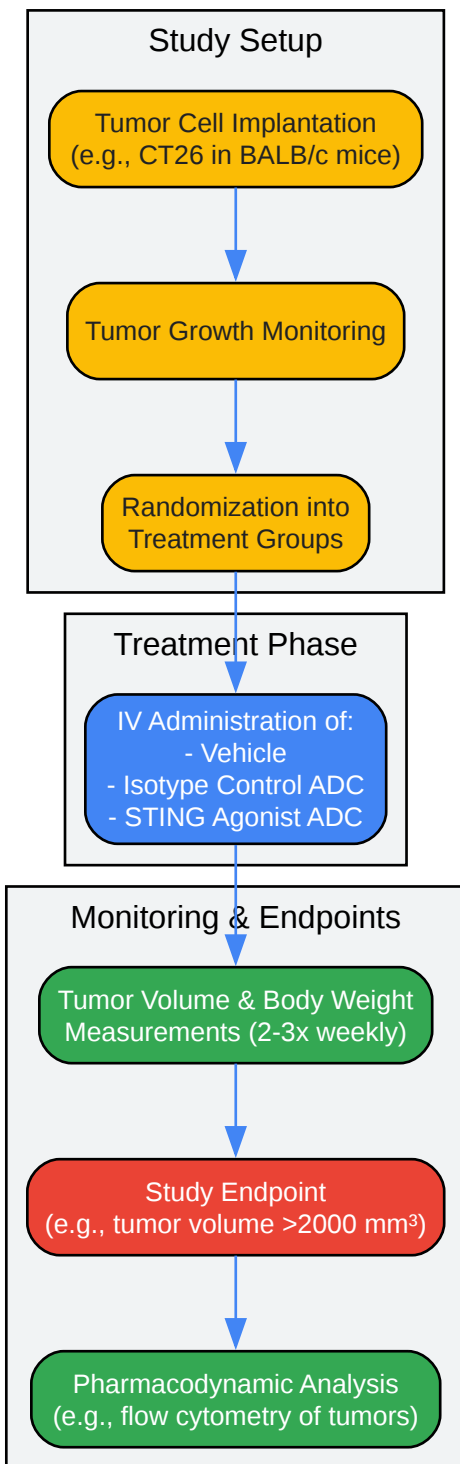 Study Setup
Tumor Cell Implantation
(e.g., CT26 in BALB/c mice)
Tumor Growth Monitoring
Randomization into
Treatment Groups
Treatment Phase
IV Administration of:
- Vehicle
- Isotype Control ADC
- STING Agonist ADC
Monitoring & Endpoints
Tumor Volume & Body Weight
Measurements (2-3x weekly)
Study Endpoint
(e.g., tumor volume >2000 mm³)
Pharmacodynamic Analysis
(e.g., flow cytometry of tumors)